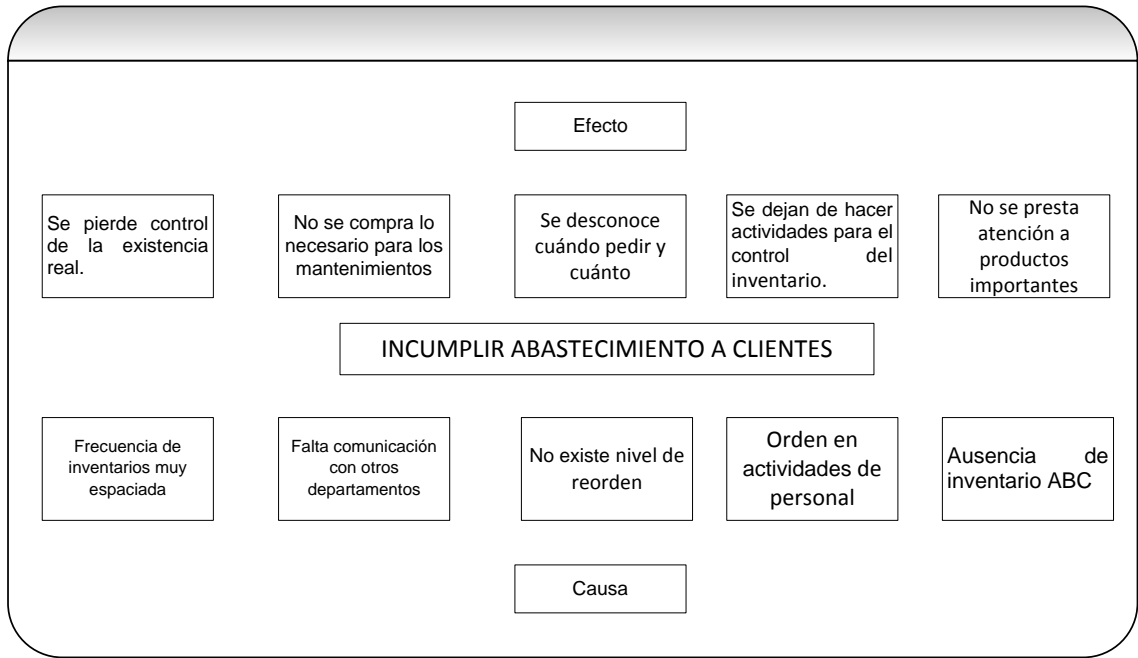 Efecto
Se pierde control
de la existencia
real.
No se compra lo
necesario para los
mantenimientos
Se desconoce
cuándo pedir y
cuánto
Se dejan de hacer
actividades para el
control del
inventario.
No se presta
atención a
productos
importantes
INCUMPLIR ABASTECIMIENTO A CLIENTES
Frecuencia de
inventarios muy
espaciada
Falta comunicación
con otros
departamentos
No existe nivel de
reorden
Orden en
actividades de
personal
Ausencia de
inventario ABC
Causa